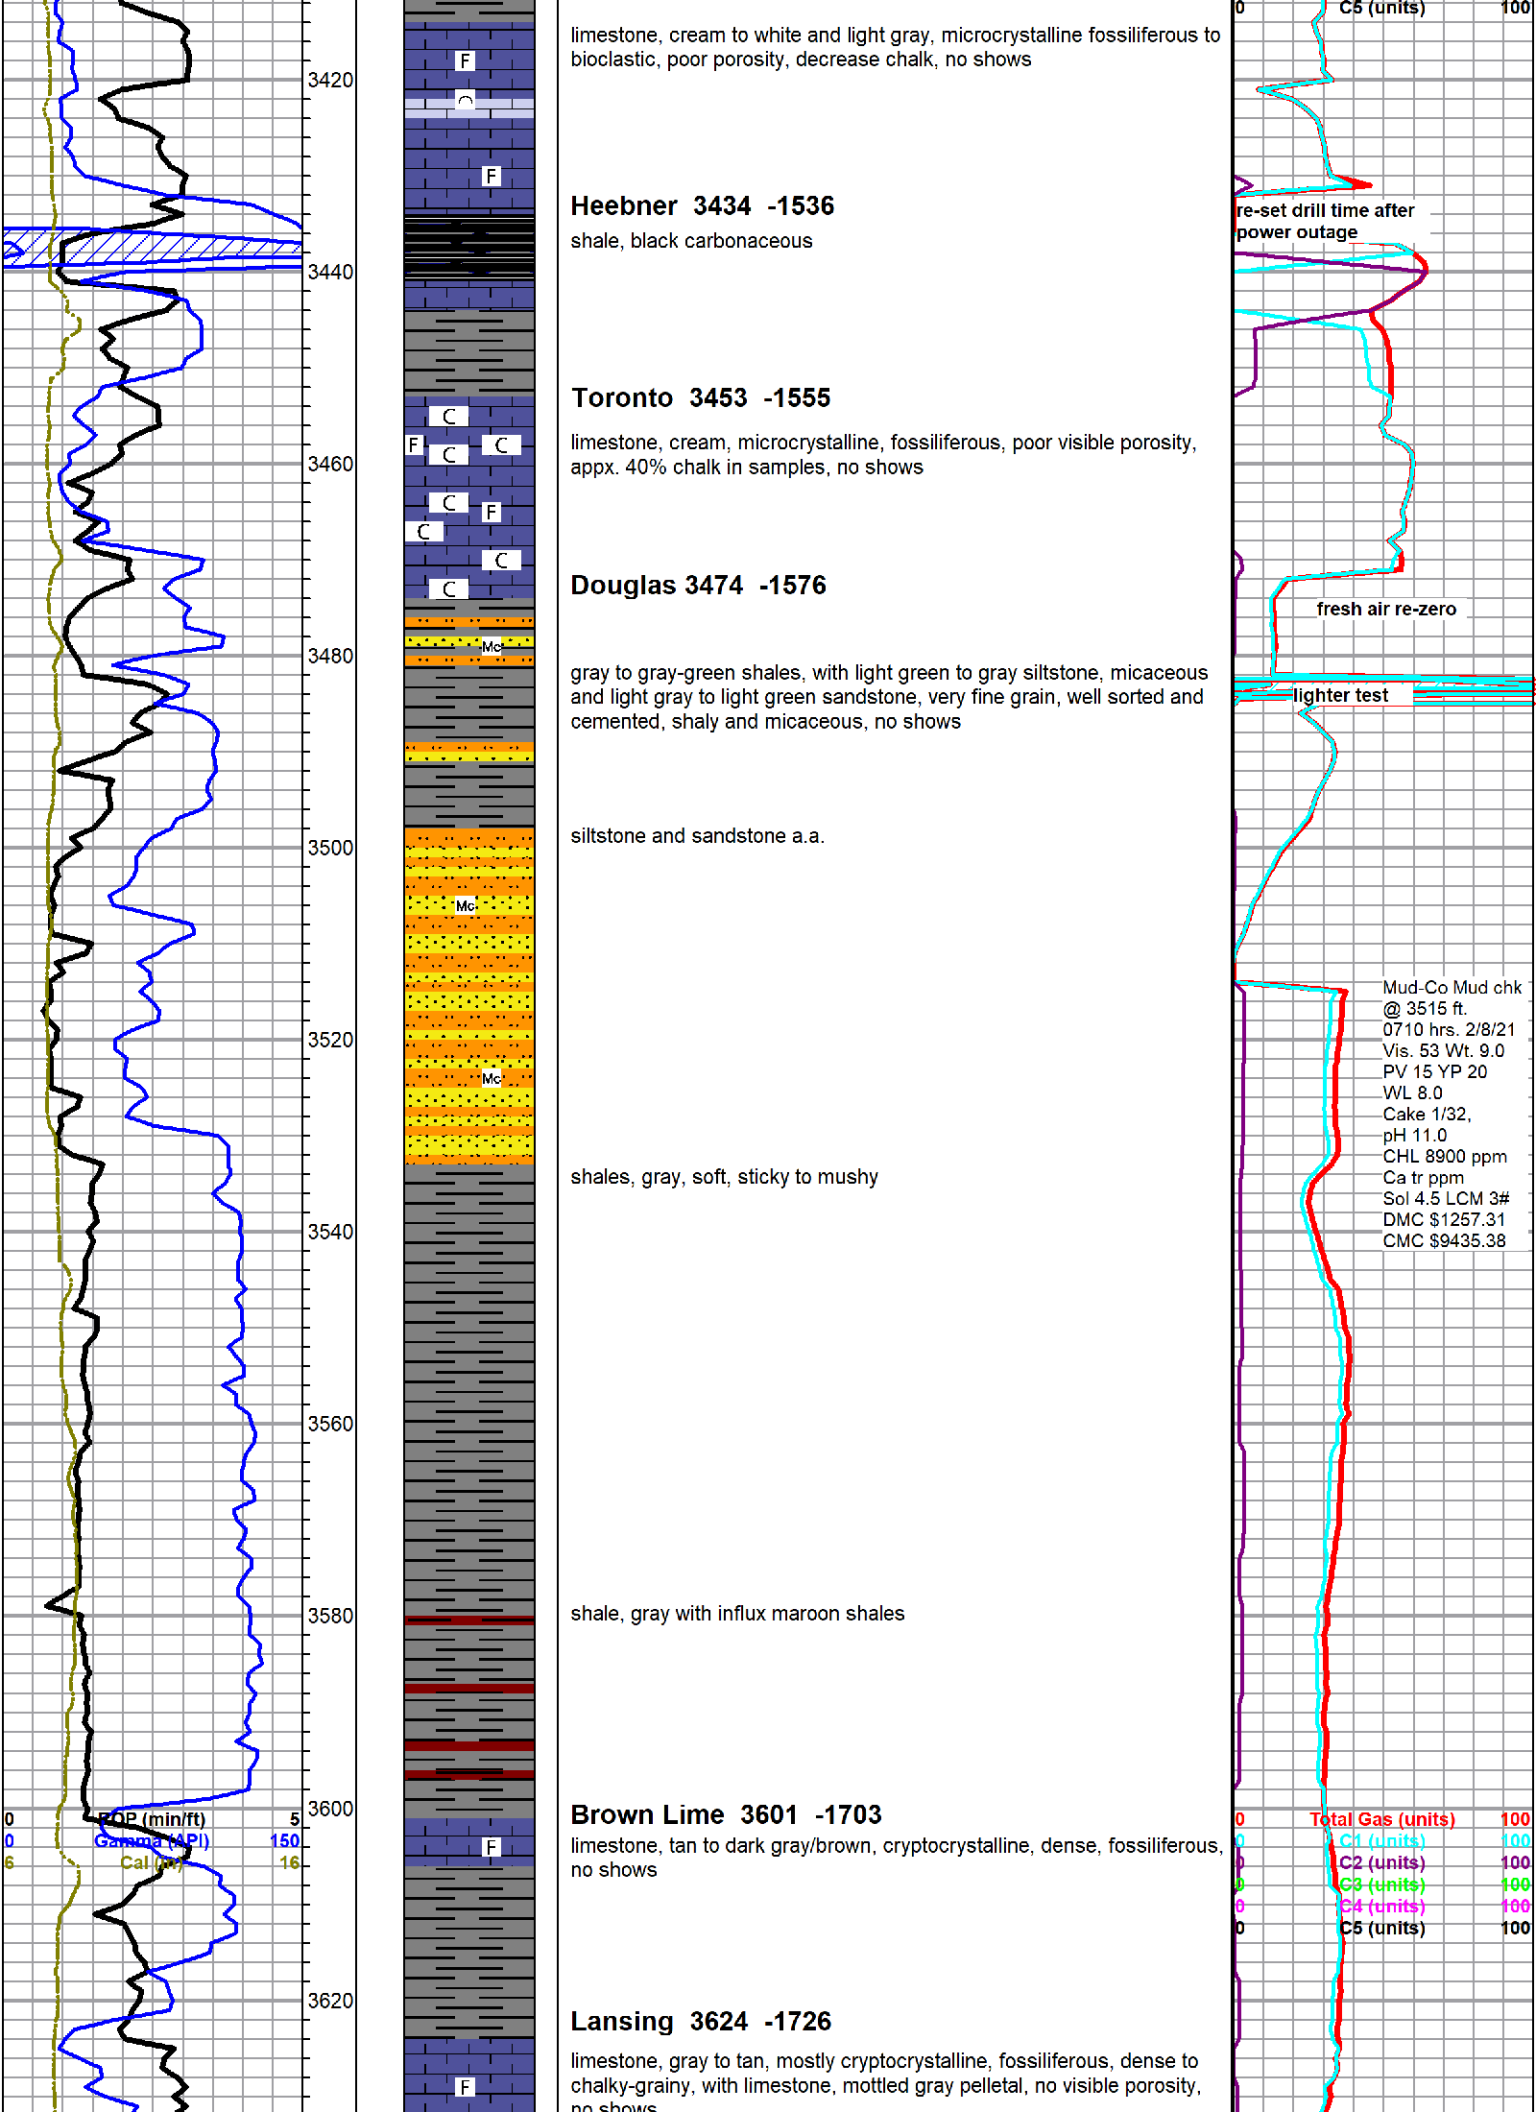 C5 (units)
0 100
limestone, cream to white and light gray, microcrystalline fossiliferous to
bioclastic, poor porosity, decrease chalk, no shows
F
3420
F
Heebner 3434 -1536
re-set drill time after
power outage
shale, black carbonaceous
3440
Toronto 3453 -1555
C
F C
C
limestone, cream, microcrystalline, fossiliferous, poor visible porosity,
appx. 40% chalk in samples, no shows
3460
C
F
C
C
C
Douglas 3474 -1576
fresh air re-zero
Mc
3480
gray to gray-green shales, with light green to gray siltstone, micaceous
and light gray to light green sandstone, very fine grain, well sorted and
cemented, shaly and micaceous, no shows
lighter test
siltstone and sandstone a.a.
3500
Mc
Mud-Co Mud chk
@ 3515 ft.
0710 hrs. 2/8/21
Vis. 53 Wt. 9.0
PV 15 YP 20
WL 8.0
Cake 1/32,
pH 11.0
CHL 8900 ppm
Ca tr ppm
Sol 4.5 LCM 3#
DMC $1257.31
CMC $9435.38
3520
Mc
shales, gray, soft, sticky to mushy
3540
3560
3580
shale, gray with influx maroon shales
3600
Brown Lime 3601 -1703
0 ROP (min/ft) 5
0 Gamma (API) 150
6 Cal (in) 16
F
limestone, tan to dark gray/brown, cryptocrystalline, dense, fossiliferous,
no shows
0 Total Gas (units) 100
0 C1 (units) 100
0 C2 (units) 100
0 C3 (units) 100
0 C4 (units) 100
0 C5 (units) 100
3620
Lansing 3624 -1726
limestone, gray to tan, mostly cryptocrystalline, fossiliferous, dense to
chalky-grainy, with limestone, mottled gray pelletal, no visible porosity,
no shows
F